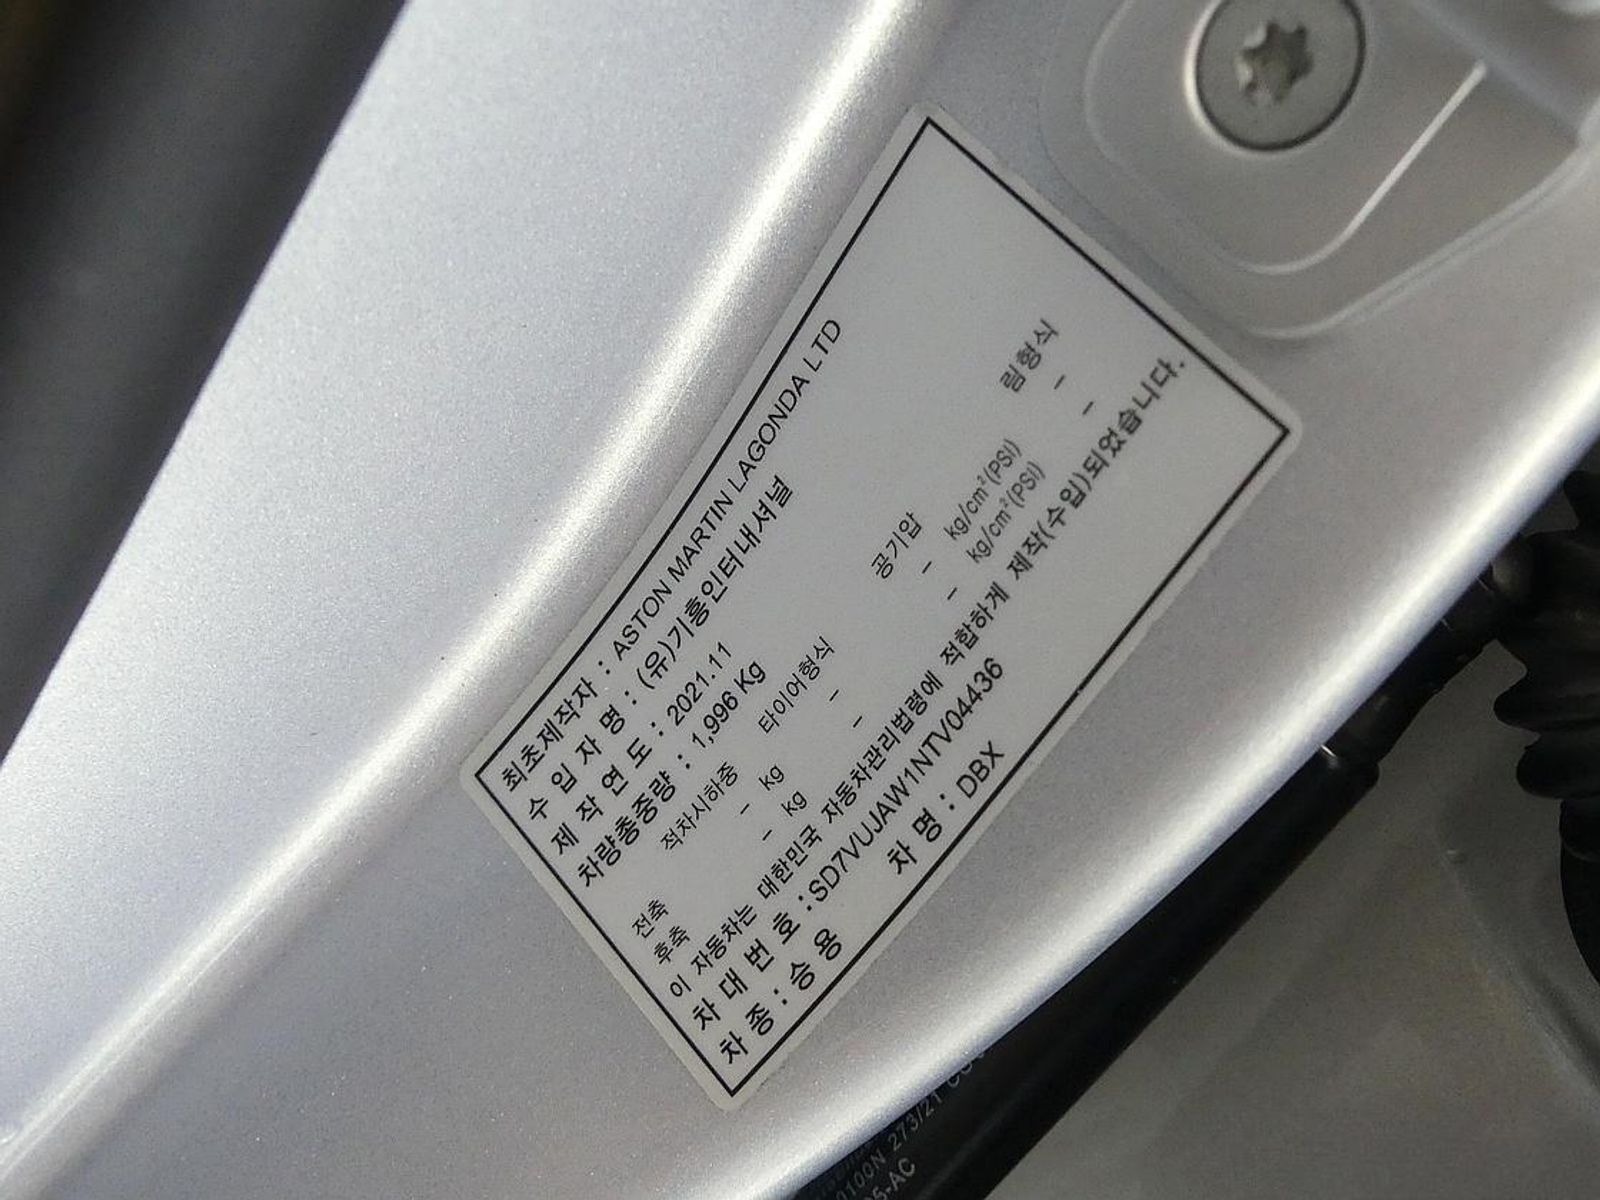 최초제작자 : ASTON MARTIN LAGONDA LTD
수 입 자 명 : (유)기흥인터내셔널
제 작 연 도 : 2021.11
차량총중량 : 1,996 Kg
적차시하중 타이어형식 공기압 림형식
전축 - kg - - kg/cm²(PSI) -
후축 - kg - - kg/cm²(PSI) -
이 자동차는 대한민국 자동차관리법령에 적합하게 제작(수입)되었습니다.
차 대 번 호 :SD7VUJAW1NTV04436
차 종 : 승 용 차 명 : DBX
0100N 273/21
5-AC